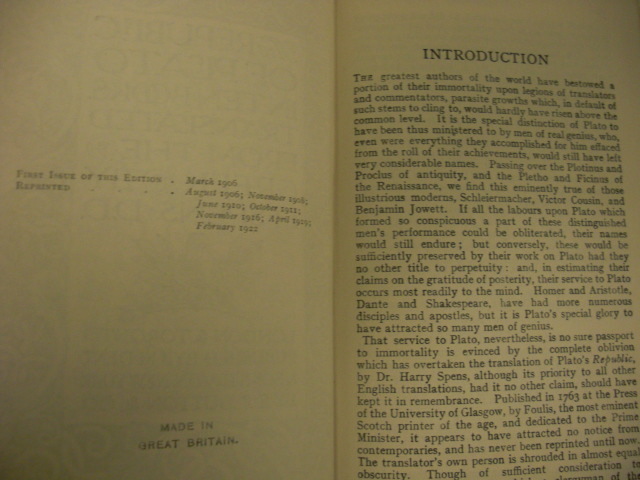 FIRST ISSUE OF THIS EDITION . March 1906
REPRINTED . . . . August 1906; November 1908;
June 1910; October 1911;
November 1916; April 1919;
February 1922
MADE IN
GREAT BRITAIN.
INTRODUCTION
THE greatest authors of the world have bestowed a
portion of their immortality upon legions of translators
and commentators, parasite growths which, in default of
such stems to cling to, would hardly have risen above the
common level. It is the special distinction of Plato to
have been thus ministered to by men of real genius, who,
even were everything they accomplished for him effaced
from the roll of their achievements, would still have left
very considerable names. Passing over the Plotinus and
Proclus of antiquity, and the Pletho and Ficinus of
the Renaissance, we find this eminently true of those
illustrious moderns, Schleiermacher, Victor Cousin, and
Benjamin Jowett. If all the labours upon Plato which
formed so conspicuous a part of these distinguished
men's performance could be obliterated, their names
would still endure; but conversely, these would be
sufficiently preserved by their work on Plato had they
no other title to perpetuity: and, in estimating their
claims on the gratitude of posterity, their service to Plato
occurs most readily to the mind. Homer and Aristotle,
Dante and Shakespeare, have had more numerous
disciples and apostles, but it is Plato's special glory to
have attracted so many men of genius.
That service to Plato, nevertheless, is no sure passport
to immortality is evinced by the complete oblivion
which has overtaken the translation of Plato's Republic,
by Dr. Harry Spens, although its priority to all other
English translations, had it no other claim, should have
kept it in remembrance. Published in 1763 at the Press
of the University of Glasgow, by Foulis, the most eminent
Scotch printer of the age, and dedicated to the Prime
Minister, it appears to have attracted no notice from
contemporaries, and has never been reprinted until now.
The translator's own person is shrouded in almost equal
obscurity. Though of sufficient consideration to
clergyman of the